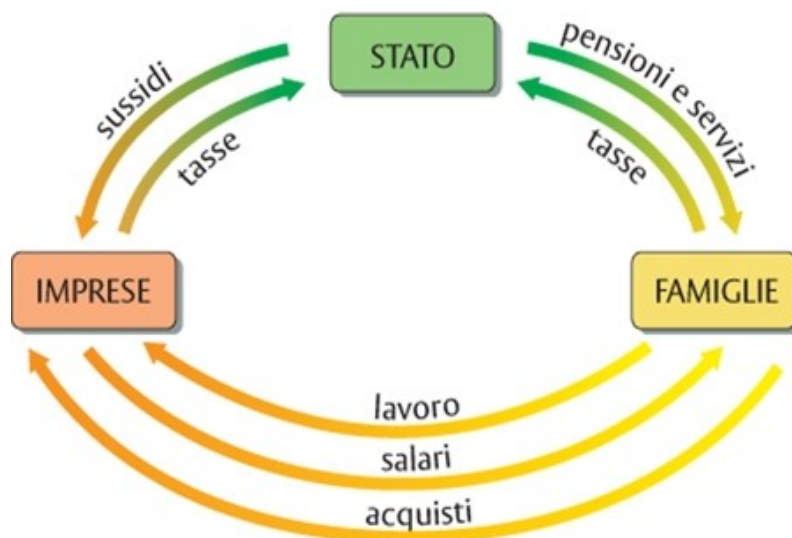 STATO
sussidi
pensioni e servizi
tasse
tasse
IMPRESE
FAMIGLIE
lavoro
salari
acquisti